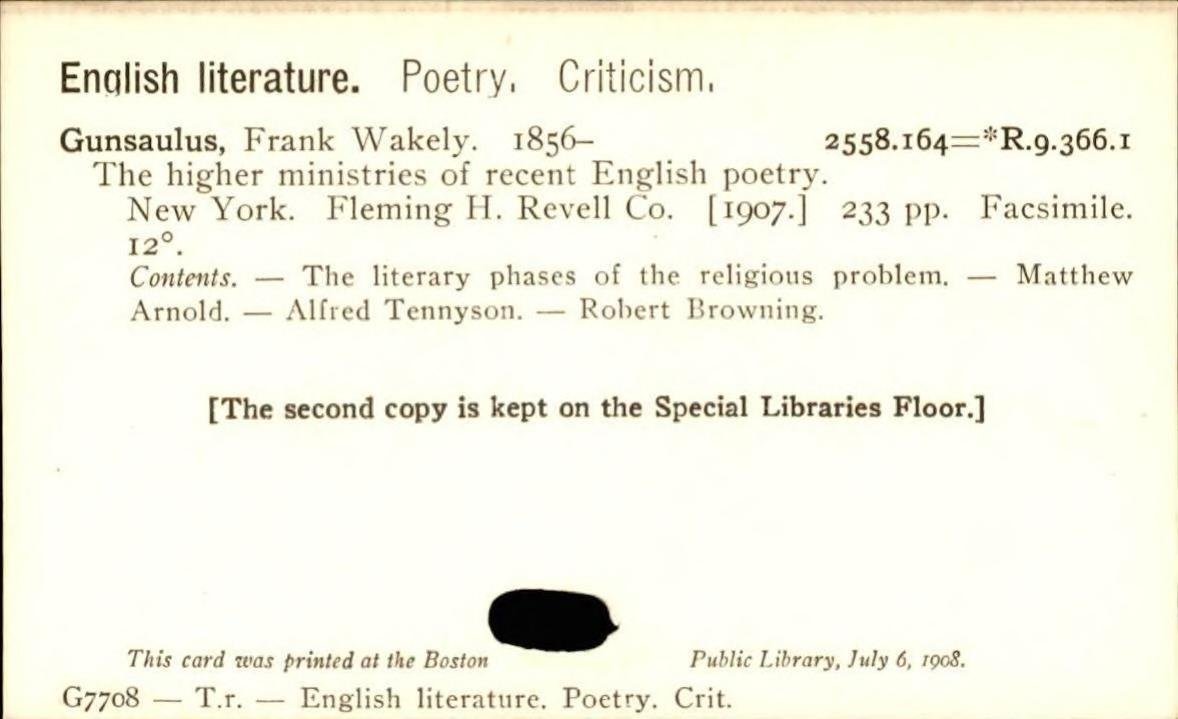 English literature. Poetry. Criticism.
Gunsaulus, Frank Wakely. 1856– 2558.164=*R.9.366.1
The higher ministries of recent English poetry.
New York. Fleming H. Revell Co. [1907.] 233 pp. Facsimile.
12°.
Contents. — The literary phases of the religious problem. — Matthew
Arnold. — Alfred Tennyson. — Robert Browning.
[The second copy is kept on the Special Libraries Floor.]
This card was printed at the Boston Public Library, July 6, 1908.
G7708 — T.r. — English literature. Poetry. Crit.